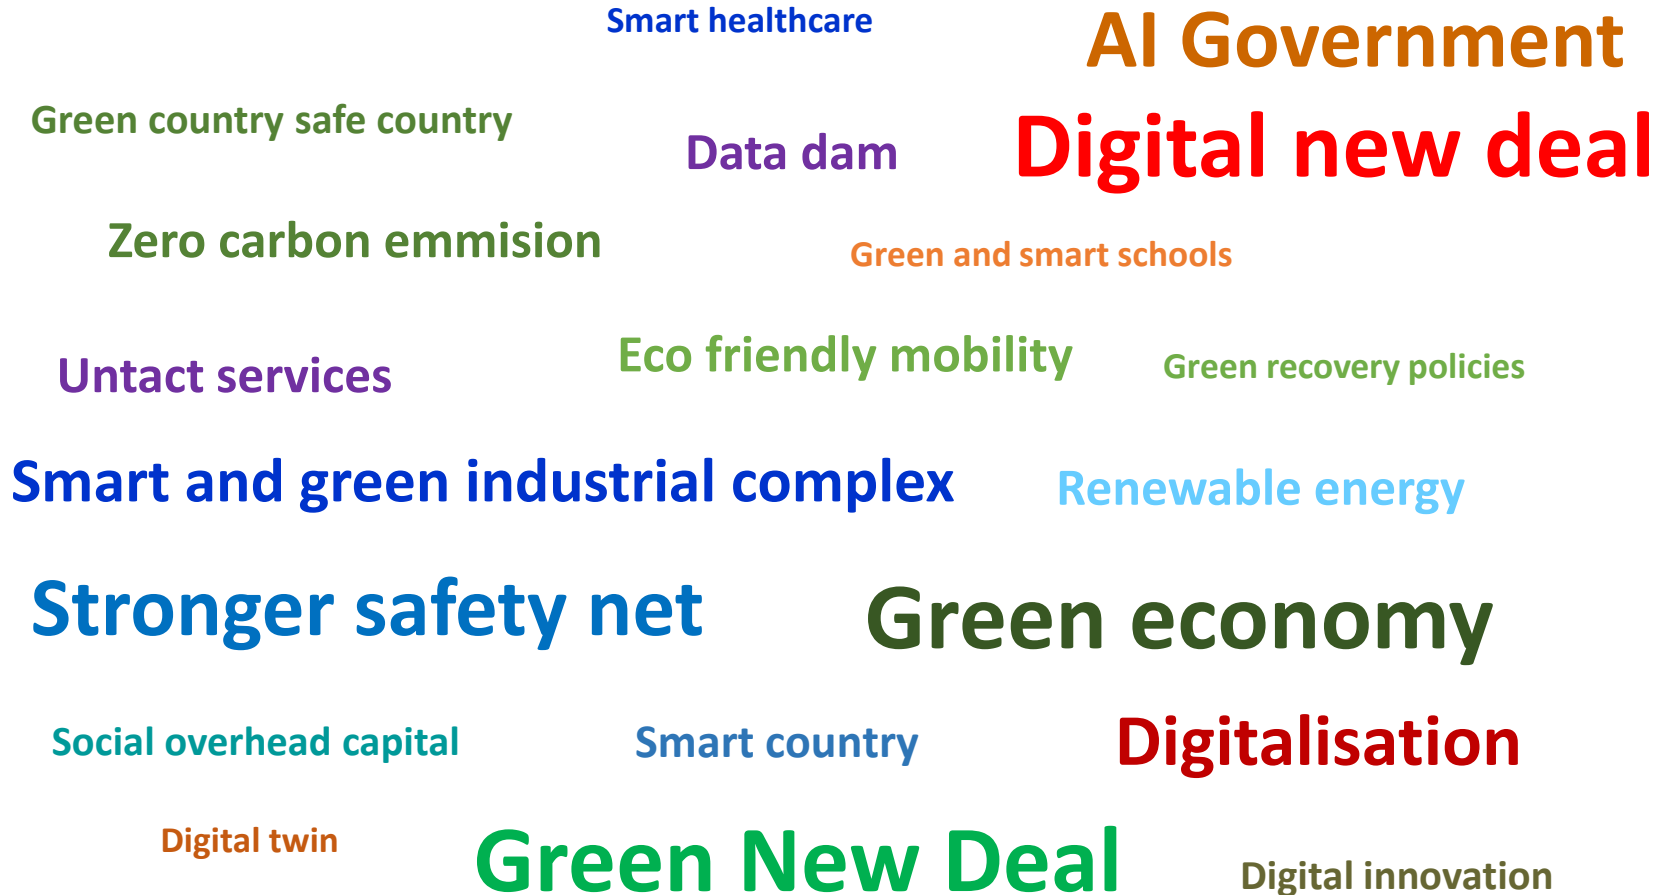 Smart healthcare
AI Government
Green country safe country
Data dam
Digital new deal
Zero carbon emmision
Green and smart schools
Untact services
Eco friendly mobility
Green recovery policies
Smart and green industrial complex
Renewable energy
Stronger safety net
Green economy
Social overhead capital
Smart country
Digitalisation
Digital twin
Green New Deal
Digital innovation